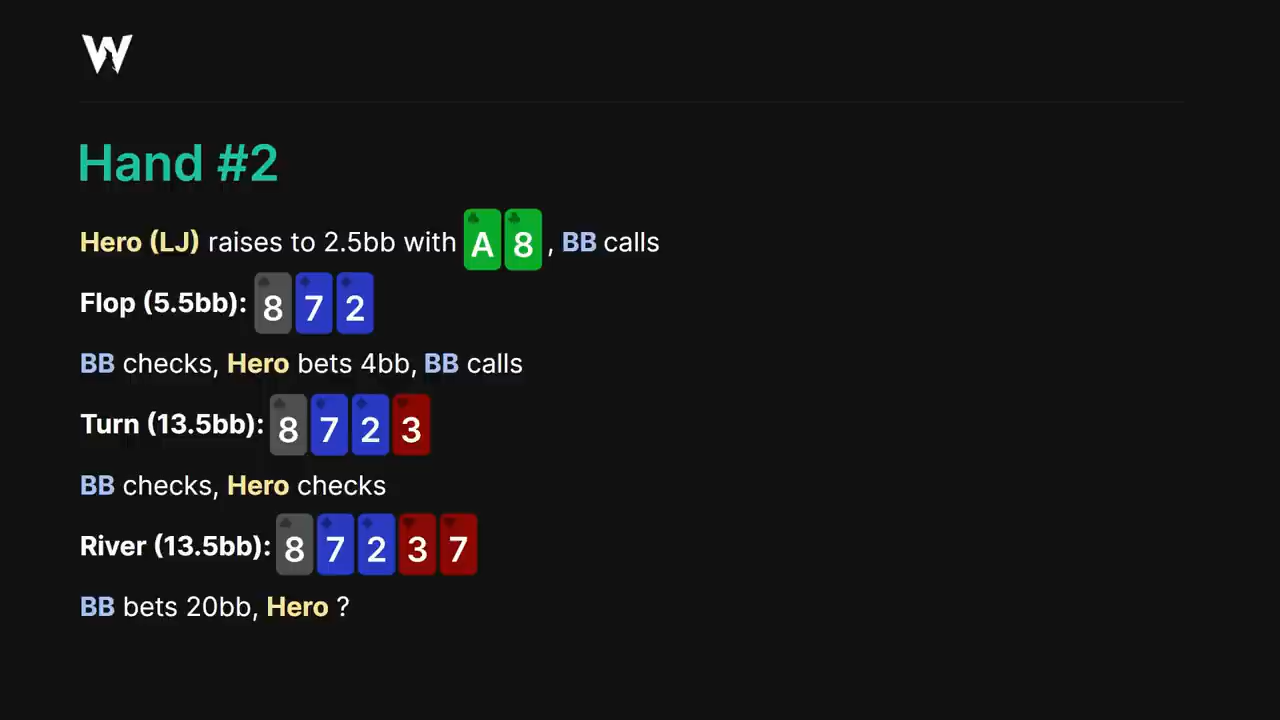 W
Hand #2
Hero (LJ) raises to 2.5bb with A 8 , BB calls
Flop (5.5bb): 8 7 2
BB checks, Hero bets 4bb, BB calls
Turn (13.5bb): 8 7 2 3
BB checks, Hero checks
River (13.5bb): 8 7 2 3 7
BB bets 20bb, Hero ?